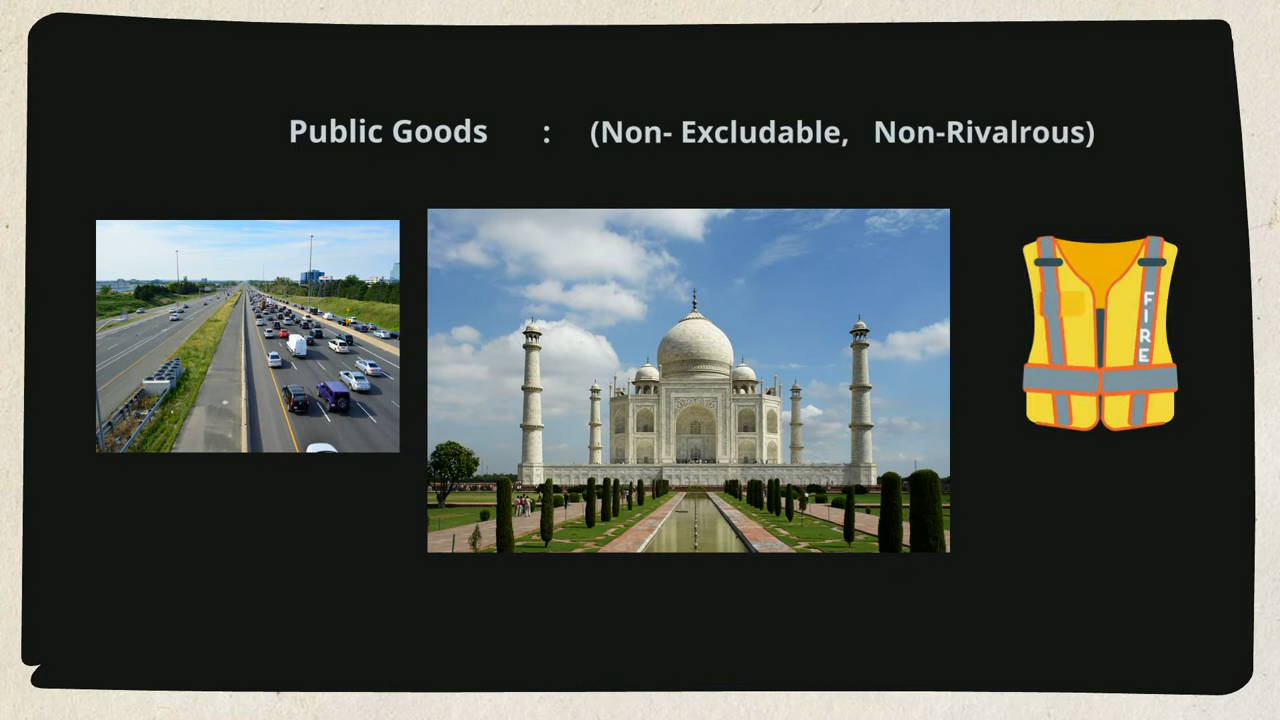 Public Goods : (Non- Excludable, Non-Rivalrous)
FIRE